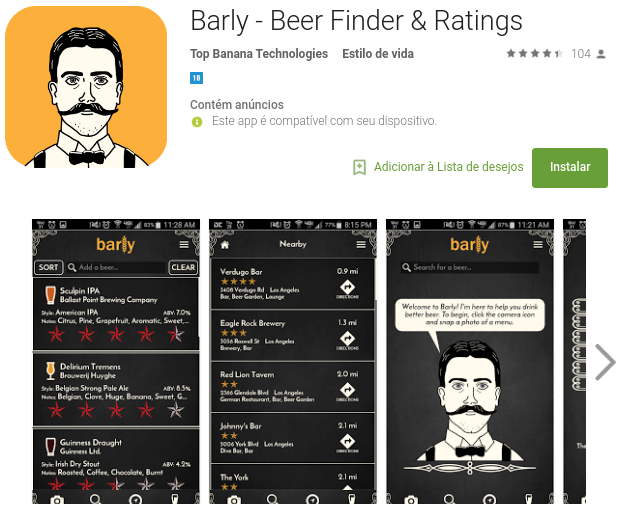 Barly - Beer Finder & Ratings
Top Banana Technologies Estilo de vida 104
18
Contém anúncios
Este app é compatível com seu dispositivo.
Adicionar à Lista de desejos Instalar
83% 11:28 AM
barly
SORT Add a beer... CLEAR
Sculpin IPA
Ballast Point Brewing Company
Style: American IPA ABV: 7.0%
Notes: Citrus, Pine, Grapefruit, Aromatic, Sweet,...
Delirium Tremens
Brouwerij Huyghe
Style: Belgian Strong Pale Ale ABV: 8.5%
Notes: Belgian, Clove, Huge, Banana, Sweet, G...
Guinness Draught
Guinness Ltd.
Style: Irish Dry Stout ABV: 4.2%
Notes: Roasted, Coffee, Chocolate, Burnt
77% 8:15 PM
Nearby
Verdugo Bar 0.9 mi
3408 Verdugo Rd Los Angeles
Bar, Beer Garden, Lounge
DIRECTIONS
Eagle Rock Brewery 1.3 mi
3056 Roswell St Los Angeles
Brewery, Bar
DIRECTIONS
Red Lion Tavern 2.0 mi
2366 Glendale Blvd Los Angeles
German Restaurant, Bar, Beer Garden
DIRECTIONS
Johnny's Bar 2.1 mi
5006 York Blvd Los Angeles
Dive Bar, Bar
DIRECTIONS
The York 2.1 mi
87% 11:21 AM
barly
Search for a beer...
Welcome to Barly! I'm here to help you drink
better beer. To begin, click the camera icon
and snap a photo of a menu.
The